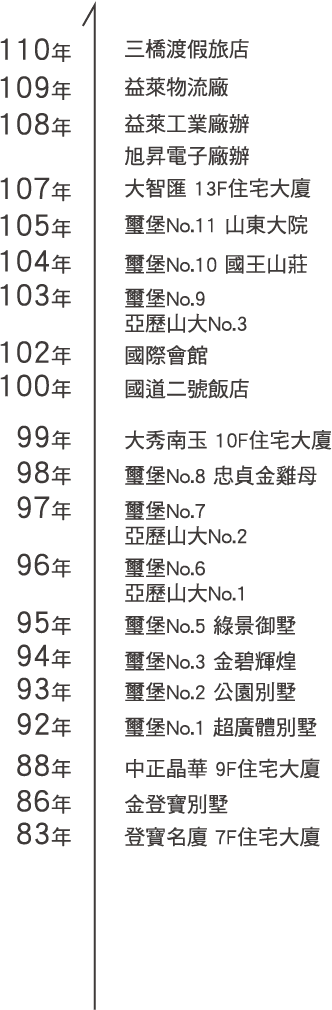 110年 三橋渡假旅店
109年 益萊物流廠
108年 益萊工業廠辦
旭昇電子廠辦
107年 大智匯 13F住宅大廈
105年 璽堡No.11 山東大院
104年 璽堡No.10 國王山莊
103年 璽堡No.9
亞歷山大No.3
102年 國際會館
100年 國道二號飯店
99年 大秀南玉 10F住宅大廈
98年 璽堡No.8 忠貞金雞母
97年 璽堡No.7
亞歷山大No.2
96年 璽堡No.6
亞歷山大No.1
95年 璽堡No.5 綠景御墅
94年 璽堡No.3 金碧輝煌
93年 璽堡No.2 公園別墅
92年 璽堡No.1 超廣體別墅
88年 中正晶華 9F住宅大廈
86年 金登寶別墅
83年 登寶名廈 7F住宅大廈